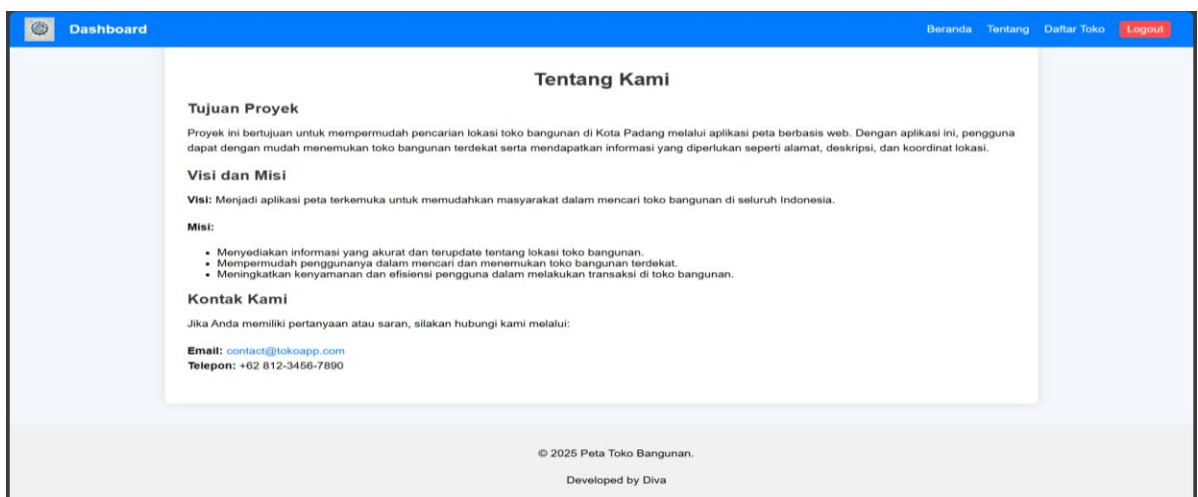 Dashboard
Beranda Tentang Daftar Toko Logout
Tentang Kami
Tujuan Proyek
Proyek ini bertujuan untuk mempermudah pencarian lokasi toko bangunan di Kota Padang melalui aplikasi peta berbasis web. Dengan aplikasi ini, pengguna
dapat dengan mudah menemukan toko bangunan terdekat serta mendapatkan informasi yang diperlukan seperti alamat, deskripsi, dan koordinat lokasi.
Visi dan Misi
Visi: Menjadi aplikasi peta terkemuka untuk memudahkan masyarakat dalam mencari toko bangunan di seluruh Indonesia.
Misi:
• Menyediakan informasi yang akurat dan terupdate tentang lokasi toko bangunan.
• Mempermudah penggunanya dalam mencari dan menemukan toko bangunan terdekat.
• Meningkatkan kenyamanan dan efisiensi pengguna dalam melakukan transaksi di toko bangunan.
Kontak Kami
Jika Anda memiliki pertanyaan atau saran, silakan hubungi kami melalui:
Email: contact@tokoapp.com
Telepon: +62 812-3456-7890
© 2025 Peta Toko Bangunan.
Developed by Diva